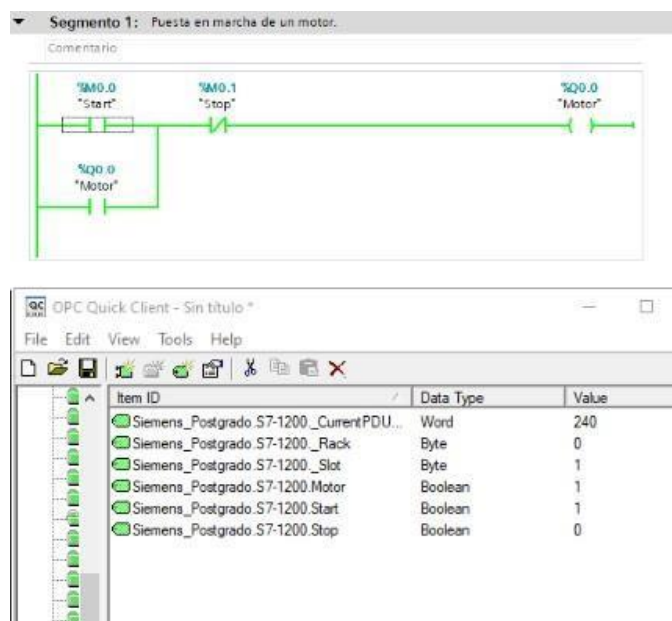 Segmento 1: Puesta en marcha de un motor.
Comentario
%M0.0 %M0.1 %Q0.0
"Start" "Stop" "Motor"
%Q0.0
"Motor"
QC OPC Quick Client - Sin título *
File Edit View Tools Help
Item ID Data Type Value
Siemens_Postgrado.S7-1200._CurrentPDU... Word 240
Siemens_Postgrado.S7-1200._Rack Byte 0
Siemens_Postgrado.S7-1200._Slot Byte 1
Siemens_Postgrado.S7-1200.Motor Boolean 1
Siemens_Postgrado.S7-1200.Start Boolean 1
Siemens_Postgrado.S7-1200.Stop Boolean 0